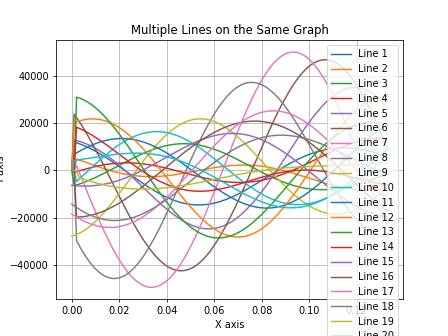 Multiple Lines on the Same Graph
40000
20000
0
−20000
−40000
0.00
0.02
0.04
0.06
0.08
0.10
X axis
Line 1
Line 2
Line 3
Line 4
Line 5
Line 6
Line 7
Line 8
Line 9
Line 10
Line 11
Line 12
Line 13
Line 14
Line 15
Line 16
Line 17
Line 18
Line 19
Line 20